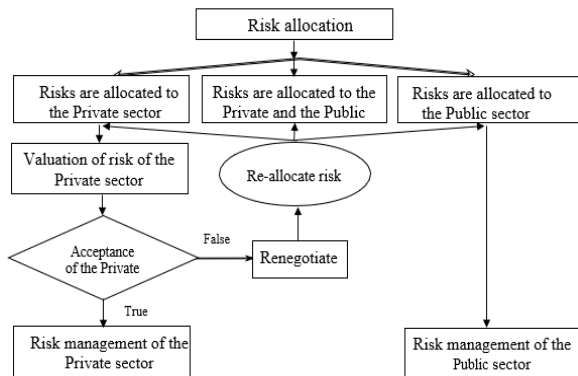 Risk allocation
Risks are allocated to
the Private sector
Risks are allocated to the
Private and the Public
Risks are allocated to
the Public sector
Valuation of risk of the
Private sector
Re-allocate risk
Acceptance
of the Private
False
Renegotiate
True
Risk management of the
Private sector
Risk management of the
Public sector